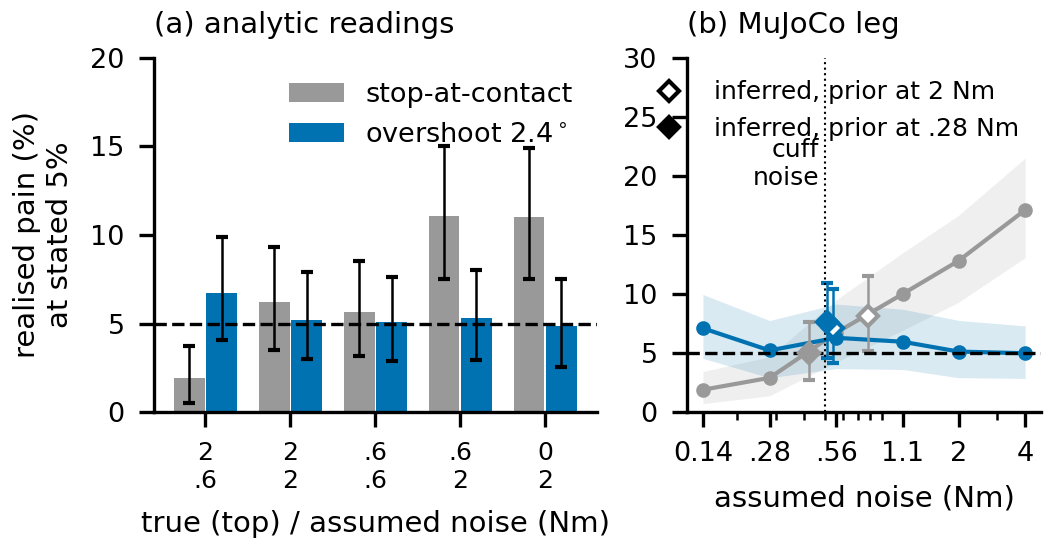 (a) analytic readings
(b) MuJoCo leg
realised pain (%)
at stated 5%
20
15
10
5
0
stop-at-contact
overshoot 2.4°
2 2 .6 .6 0
.6 2 .6 2 2
true (top) / assumed noise (Nm)
30
25
20
15
10
5
0
inferred, prior at 2 Nm
inferred, prior at .28 Nm
cuff
noise
0.14 .28 .56 1.1 2 4
assumed noise (Nm)